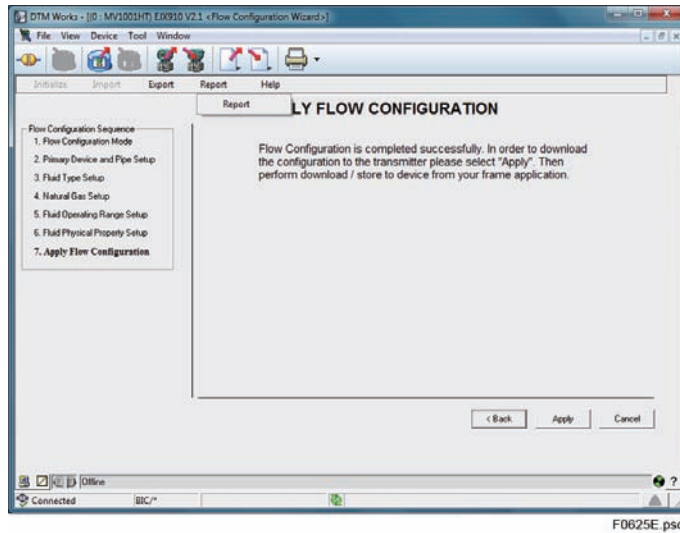 DTM Works - [(0 : MV1001HT) EJX910 V2.1 <Flow Configuration Wizard>]
File View Device Tool Window
Initialize Import Export Report Help
Report
LY FLOW CONFIGURATION
Flow Configuration Sequence
1. Flow Configuration Mode
2. Primary Device and Pipe Setup
3. Fluid Type Setup
4. Natural Gas Setup
5. Fluid Operating Range Setup
6. Fluid Physical Property Setup
7. Apply Flow Configuration
Flow Configuration is completed successfully. In order to download
the configuration to the transmitter please select "Apply". Then
perform download / store to device from your frame application.
< Back Apply Cancel
Offline
?
Connected BIC/*
F0625E.psd